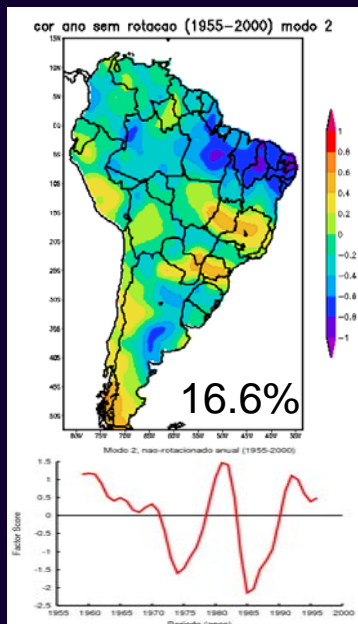 cor ano sem rotacao (1955-2000) modo 2
15N
10N
5N
EQ
5S
10S
15S
20S
25S
30S
35S
40S
45S
50S
80W 75W 70W 65W 60W 55W 50W 45W 40W 35W 30W
1
0.8
0.6
0.4
0.2
-0.2
-0.4
-0.6
-0.8
-1
16.6%
Modo 2, nao-rotacionado anual (1955-2000)
Factor Score
1.5
1
0.5
0
-0.5
-1
-1.5
-2
-2.5
1955 1960 1965 1970 1975 1980 1985 1990 1995 2000
Periodo (anos)